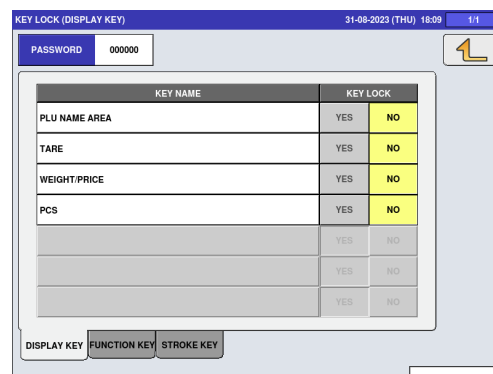 KEY LOCK (DISPLAY KEY) 31-08-2023 (THU) 18:09 1/1
PASSWORD 000000
KEY NAME KEY LOCK
PLU NAME AREA YES NO
TARE YES NO
WEIGHT/PRICE YES NO
PCS YES NO
YES NO
YES NO
YES NO
DISPLAY KEY FUNCTION KEY STROKE KEY